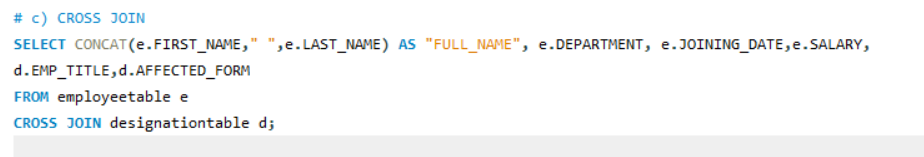 # c) CROSS JOIN
SELECT CONCAT(e.FIRST_NAME," ",e.LAST_NAME) AS "FULL_NAME", e.DEPARTMENT, e.JOINING_DATE,e.SALARY,
d.EMP_TITLE,d.AFFECTED_FORM
FROM employeetable e
CROSS JOIN designationtable d;